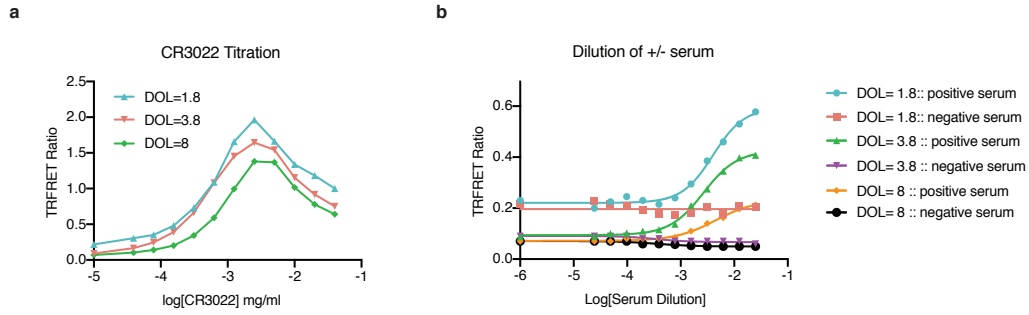 a
CR3022 Titration
TRFRET Ratio
2.5
2.0
1.5
1.0
0.5
0.0
DOL=1.8
DOL=3.8
DOL=8
-5
-4
-3
-2
-1
log[CR3022] mg/ml
b
Dilution of +/- serum
TRFRET Ratio
0.6
0.4
0.2
0.0
-6
-5
-4
-3
-2
-1
Log[Serum Dilution]
DOL= 1.8:: positive serum
DOL= 1.8:: negative serum
DOL= 3.8 :: positive serum
DOL= 3.8 :: negative serum
DOL= 8 :: positive serum
DOL= 8 :: negative serum